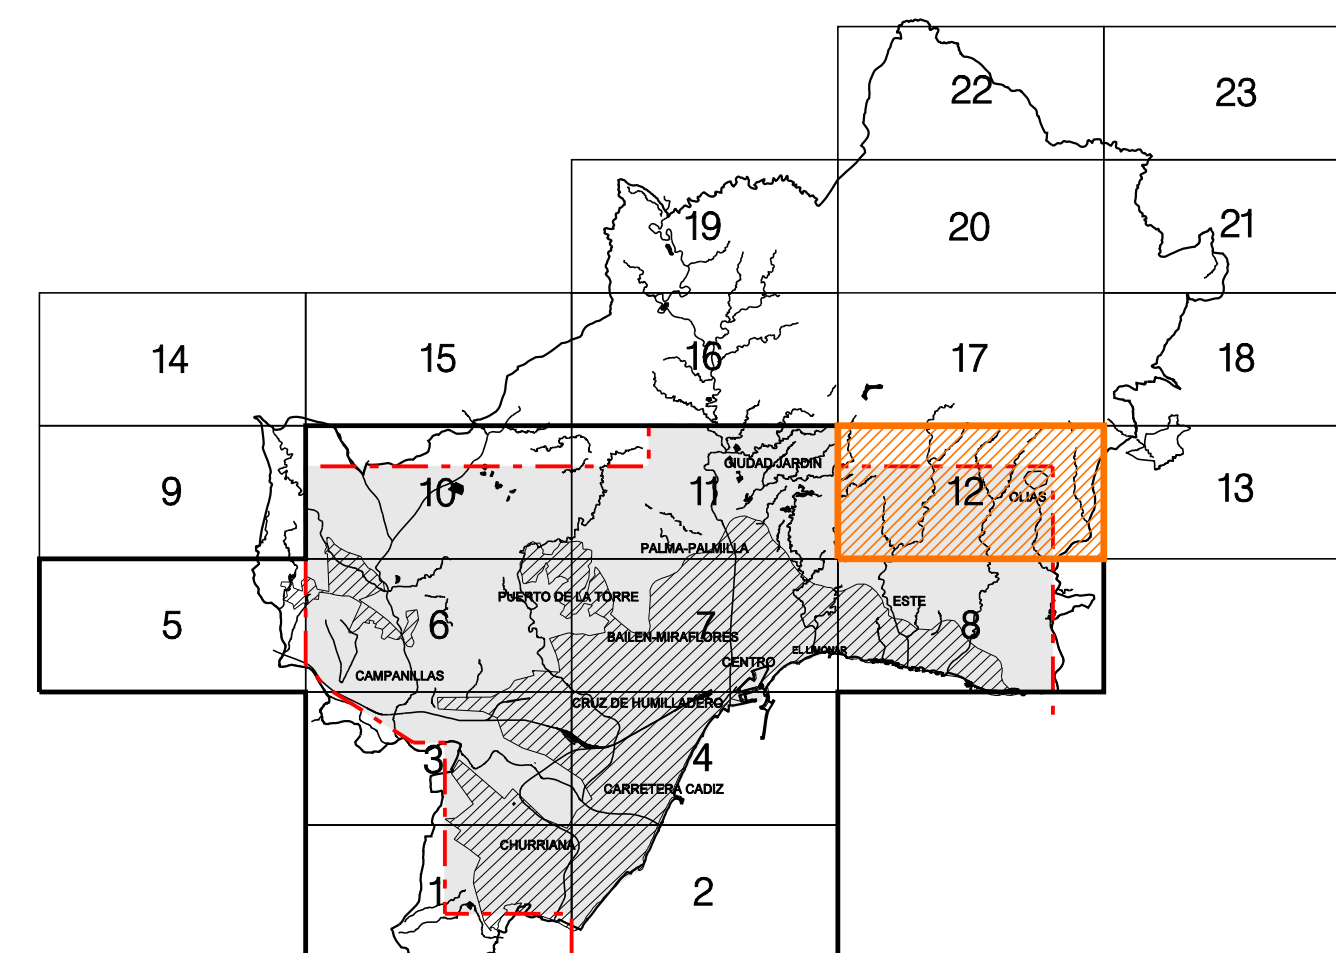 22
23
19
20
21
14
15
16
17
18
CIUDAD JARDIN
9
10
11
12
13
OLIAS
PALMA-PALMILLA
PUERTO DE LA TORRE
ESTE
5
6
7
8
BAILEN-MIRAFLORES
EL LIMONAR
CENTRO
CAMPANILLAS
CRUZ DE HUMILLADERO
3
4
CARRETERA CADIZ
CHURRIANA
1
2